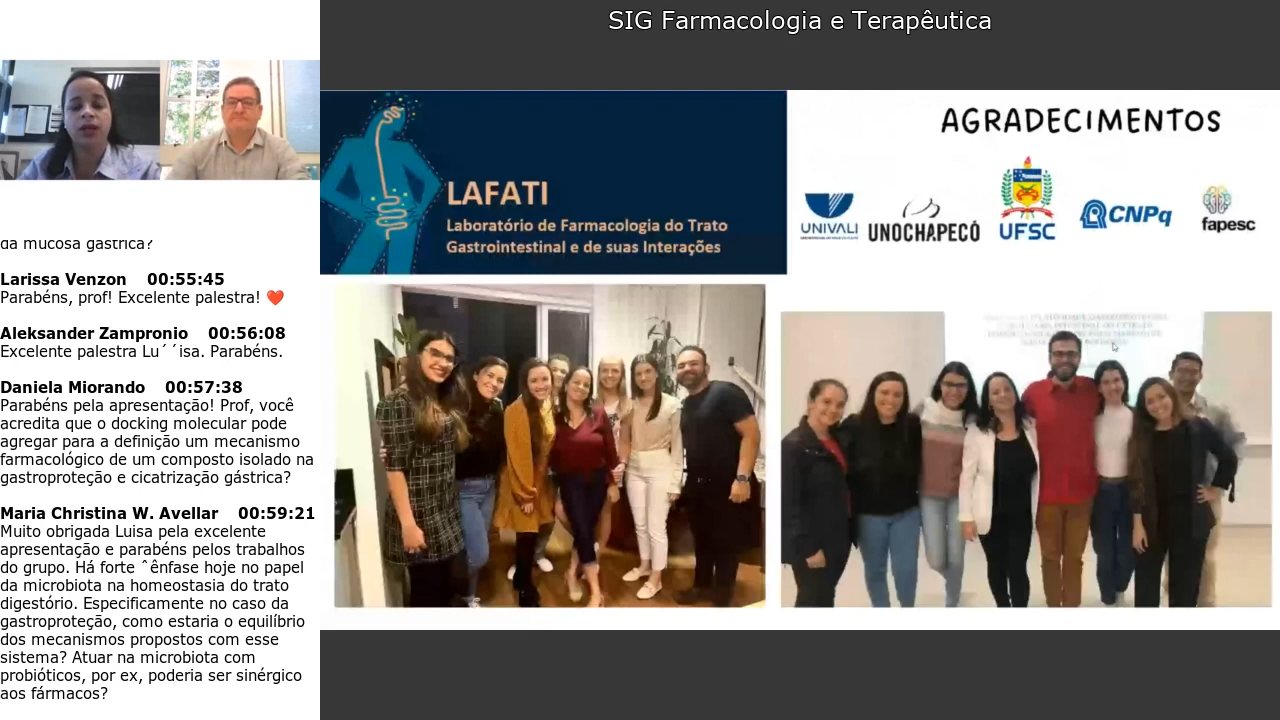 SIG Farmacologia e Terapêutica
da mucosa gástrica?
Larissa Venzon 00:55:45
Parabéns, prof! Excelente palestra! ❤️
Aleksander Zampronio 00:56:08
Excelente palestra Lu´ ´isa. Parabéns.
Daniela Miorando 00:57:38
Parabéns pela apresentação! Prof, você
acredita que o docking molecular pode
agregar para a definição um mecanismo
farmacológico de um composto isolado na
gastroproteção e cicatrização gástrica?
Maria Christina W. Avellar 00:59:21
Muito obrigada Luisa pela excelente
apresentação e parabéns pelos trabalhos
do grupo. Há forte ˆênfase hoje no papel
da microbiota na homeostasia do trato
digestório. Especificamente no caso da
gastroproteção, como estaria o equilíbrio
dos mecanismos propostos com esse
sistema? Atuar na microbiota com
probióticos, por ex, poderia ser sinérgico
aos fármacos?
LAFATI
Laboratório de Farmacologia do Trato
Gastrointestinal e de suas Interações
AGRADECIMENTOS
UNIVALI
UNOCHAPECÓ
UFSC
CNPq
fapesc